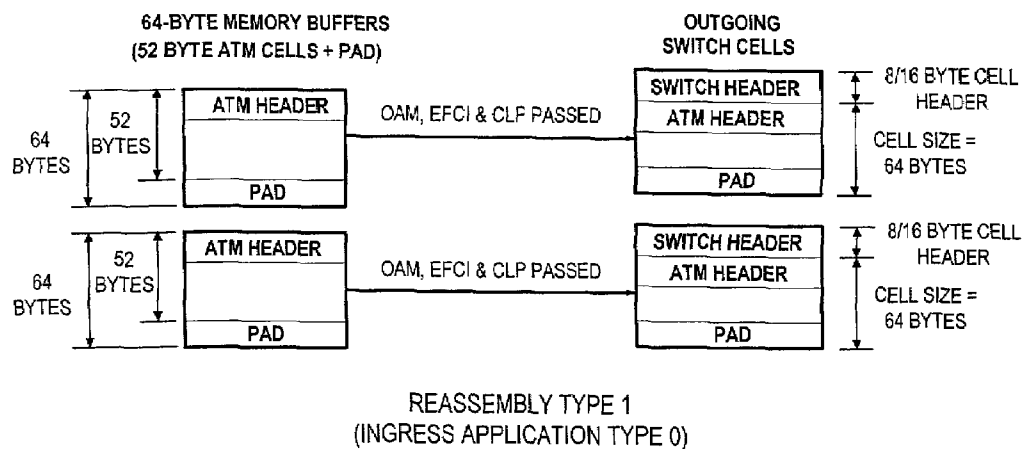 64-BYTE MEMORY BUFFERS
(52 BYTE ATM CELLS + PAD)
OUTGOING
SWITCH CELLS
64
BYTES
52
BYTES
ATM HEADER
PAD
OAM, EFCI & CLP PASSED
SWITCH HEADER
ATM HEADER
PAD
8/16 BYTE CELL
HEADER
CELL SIZE =
64 BYTES
64
BYTES
52
BYTES
ATM HEADER
PAD
OAM, EFCI & CLP PASSED
SWITCH HEADER
ATM HEADER
PAD
8/16 BYTE CELL
HEADER
CELL SIZE =
64 BYTES
REASSEMBLY TYPE 1
(INGRESS APPLICATION TYPE 0)